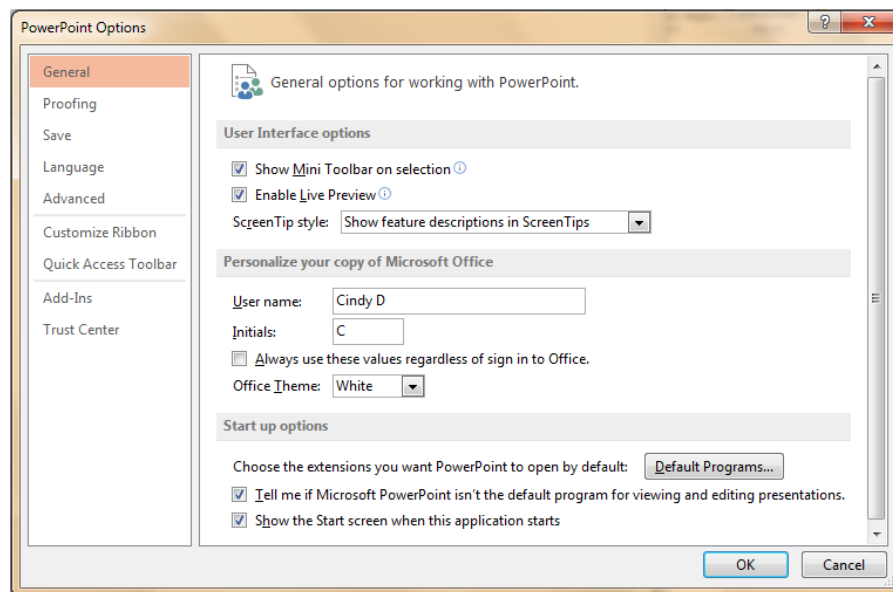 PowerPoint Options
General
Proofing
Save
Language
Advanced
Customize Ribbon
Quick Access Toolbar
Add-Ins
Trust Center
General options for working with PowerPoint.
User Interface options
Show Mini Toolbar on selection
Enable Live Preview
ScreenTip style: Show feature descriptions in ScreenTips
Personalize your copy of Microsoft Office
User name: Cindy D
Initials: C
Always use these values regardless of sign in to Office.
Office Theme: White
Start up options
Choose the extensions you want PowerPoint to open by default: Default Programs...
Tell me if Microsoft PowerPoint isn't the default program for viewing and editing presentations.
Show the Start screen when this application starts
OK Cancel